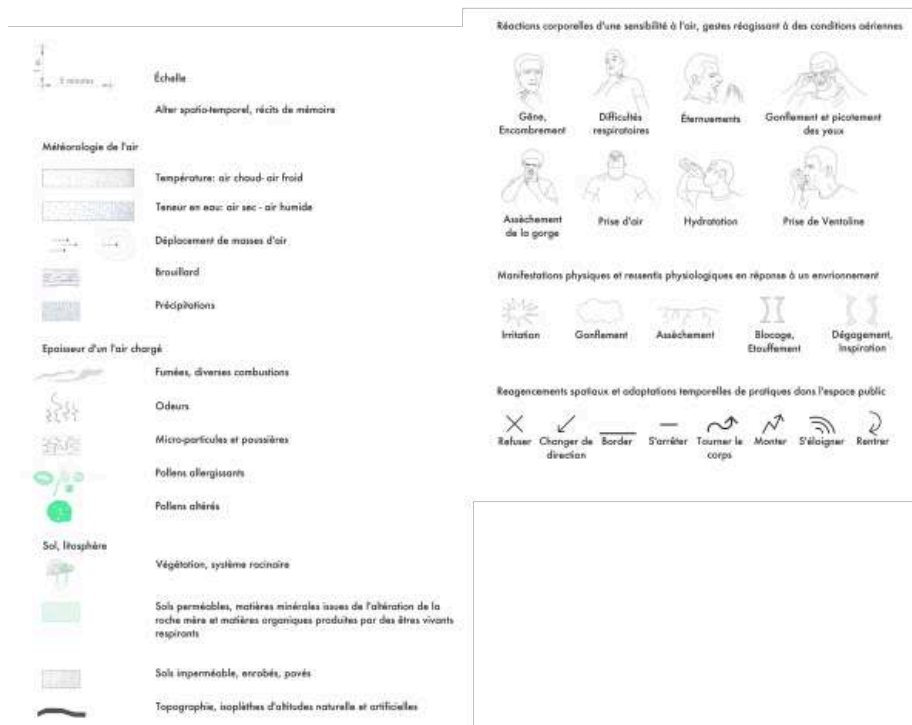 5 minutes
Échelle
Alter spatio-temporel, récits de mémoire
Météorologie de l'air
Température: air chaud- air froid
Teneur en eau: air sec - air humide
Déplacement de masses d'air
Brouillard
Précipitations
Epaisseur d'un l'air chargé
Fumées, diverses combustions
Odeurs
Micro-particules et poussières
Pollens allergissants
Pollens altérés
Sol, litosphère
Végétation, système racinaire
Sols perméables, matières minérales issues de l'altération de la
roche mère et matières organiques produites par des êtres vivants
respirants
Sols imperméable, enrobés, pavés
Topographie, isoplèthes d'altitudes naturelle et artificielles
Réactions corporelles d'une sensibilité à l'air, gestes réagissant à des conditions aériennes
Gêne,
Encombrement
Difficultés
respiratoires
Éternuements
Gonflement et picotement
des yeux
Assèchement
de la gorge
Prise d'air
Hydratation
Prise de Ventoline
Manifestations physiques et ressentis physiologiques en réponse à un envrionnement
Irritation
Gonflement
Assèchement
Blocage,
Etouffement
Dégagement,
Inspiration
Reagencements spatiaux et adaptations temporelles de pratiques dans l'espace public
Refuser
Changer de
direction
Border
S'arrêter
Tourner le
corps
Monter
S'éloigner
Rentrer